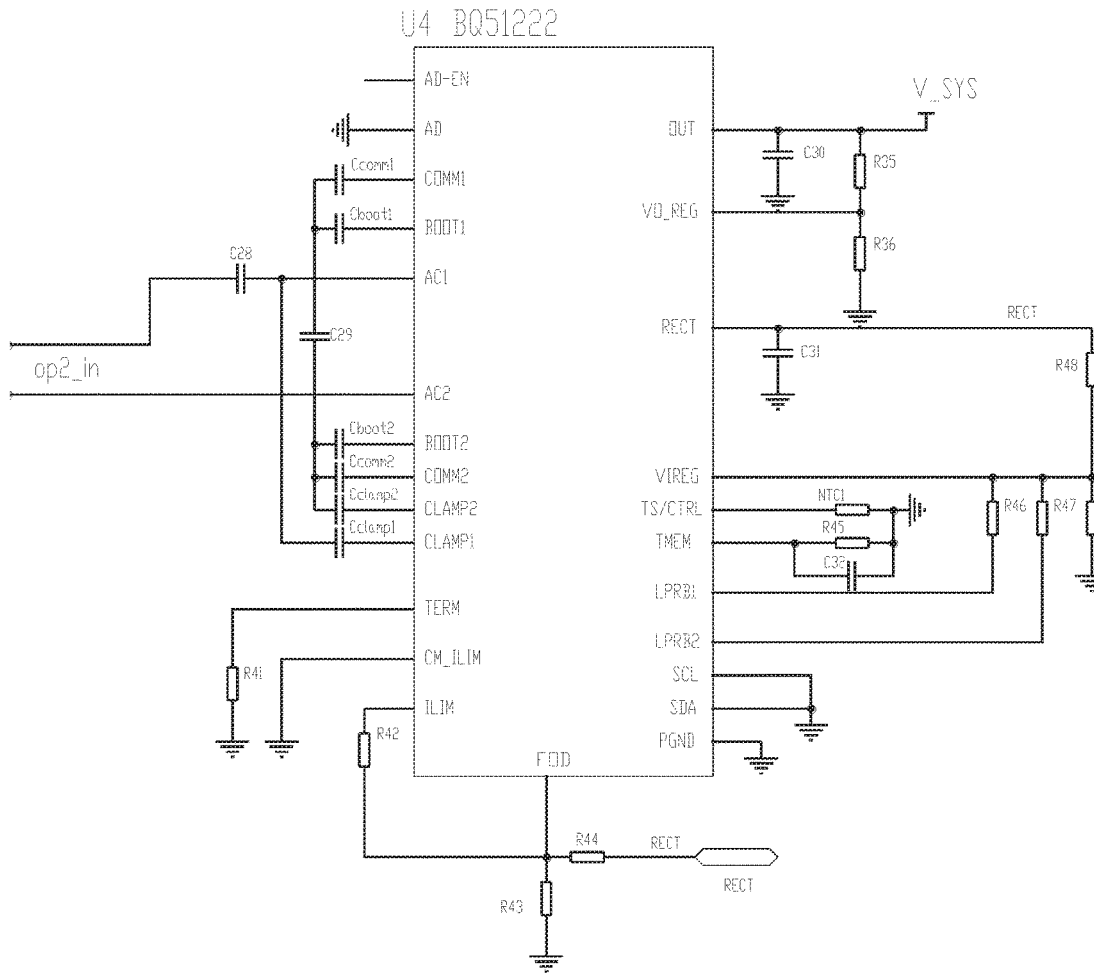 U4 BQ51222
AD-EN
AD
Ccomm1
COMM1
Cboot1
BOOT1
C28
AC1
C29
op2_in
AC2
Cboot2
BOOT2
Ccomm2
COMM2
Cclamp2
CLAMP2
Cclamp1
CLAMP1
TERM
R41
CM_ILIM
ILIM
R42
FOD
V_SYS
OUT
C30
R35
VO_REG
R36
RECT
RECT
C31
R48
VIREG
TS/CTRL
NTC1
R46
R47
TMEM
R45
C32
LPRB1
LPRB2
SCL
SDA
PGND
R44
RECT
RECT
R43